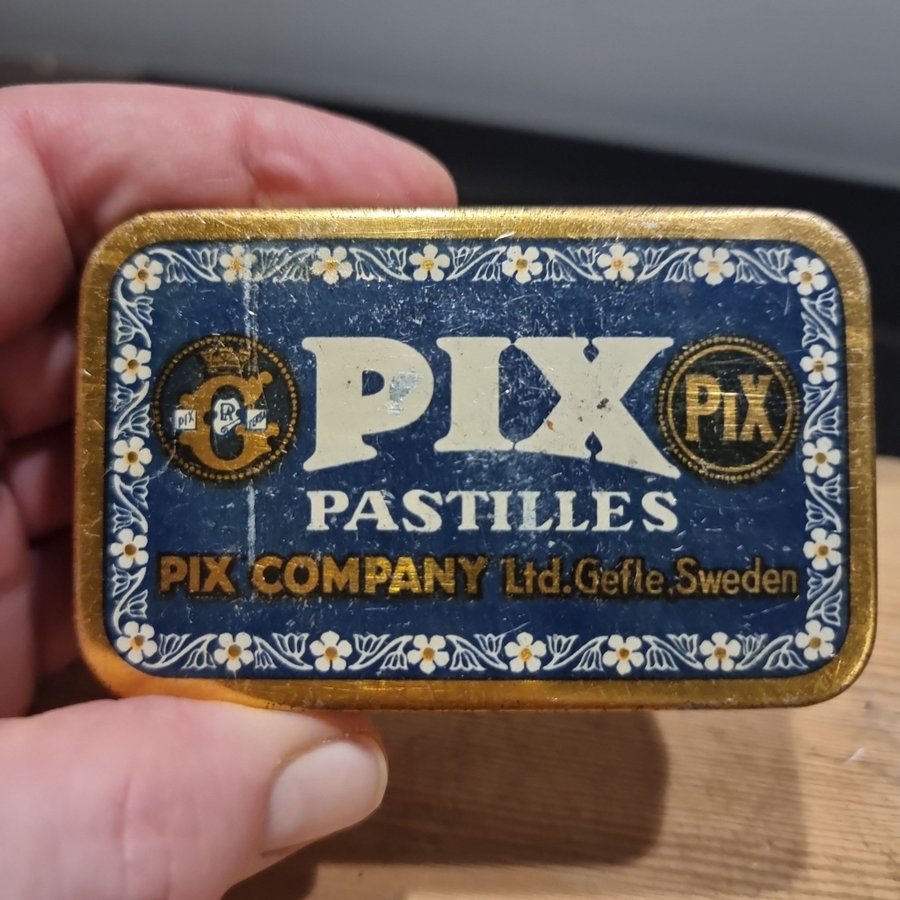 PIX
PIX
PASTILLES
PIX COMPANY Ltd. Gefle, Sweden